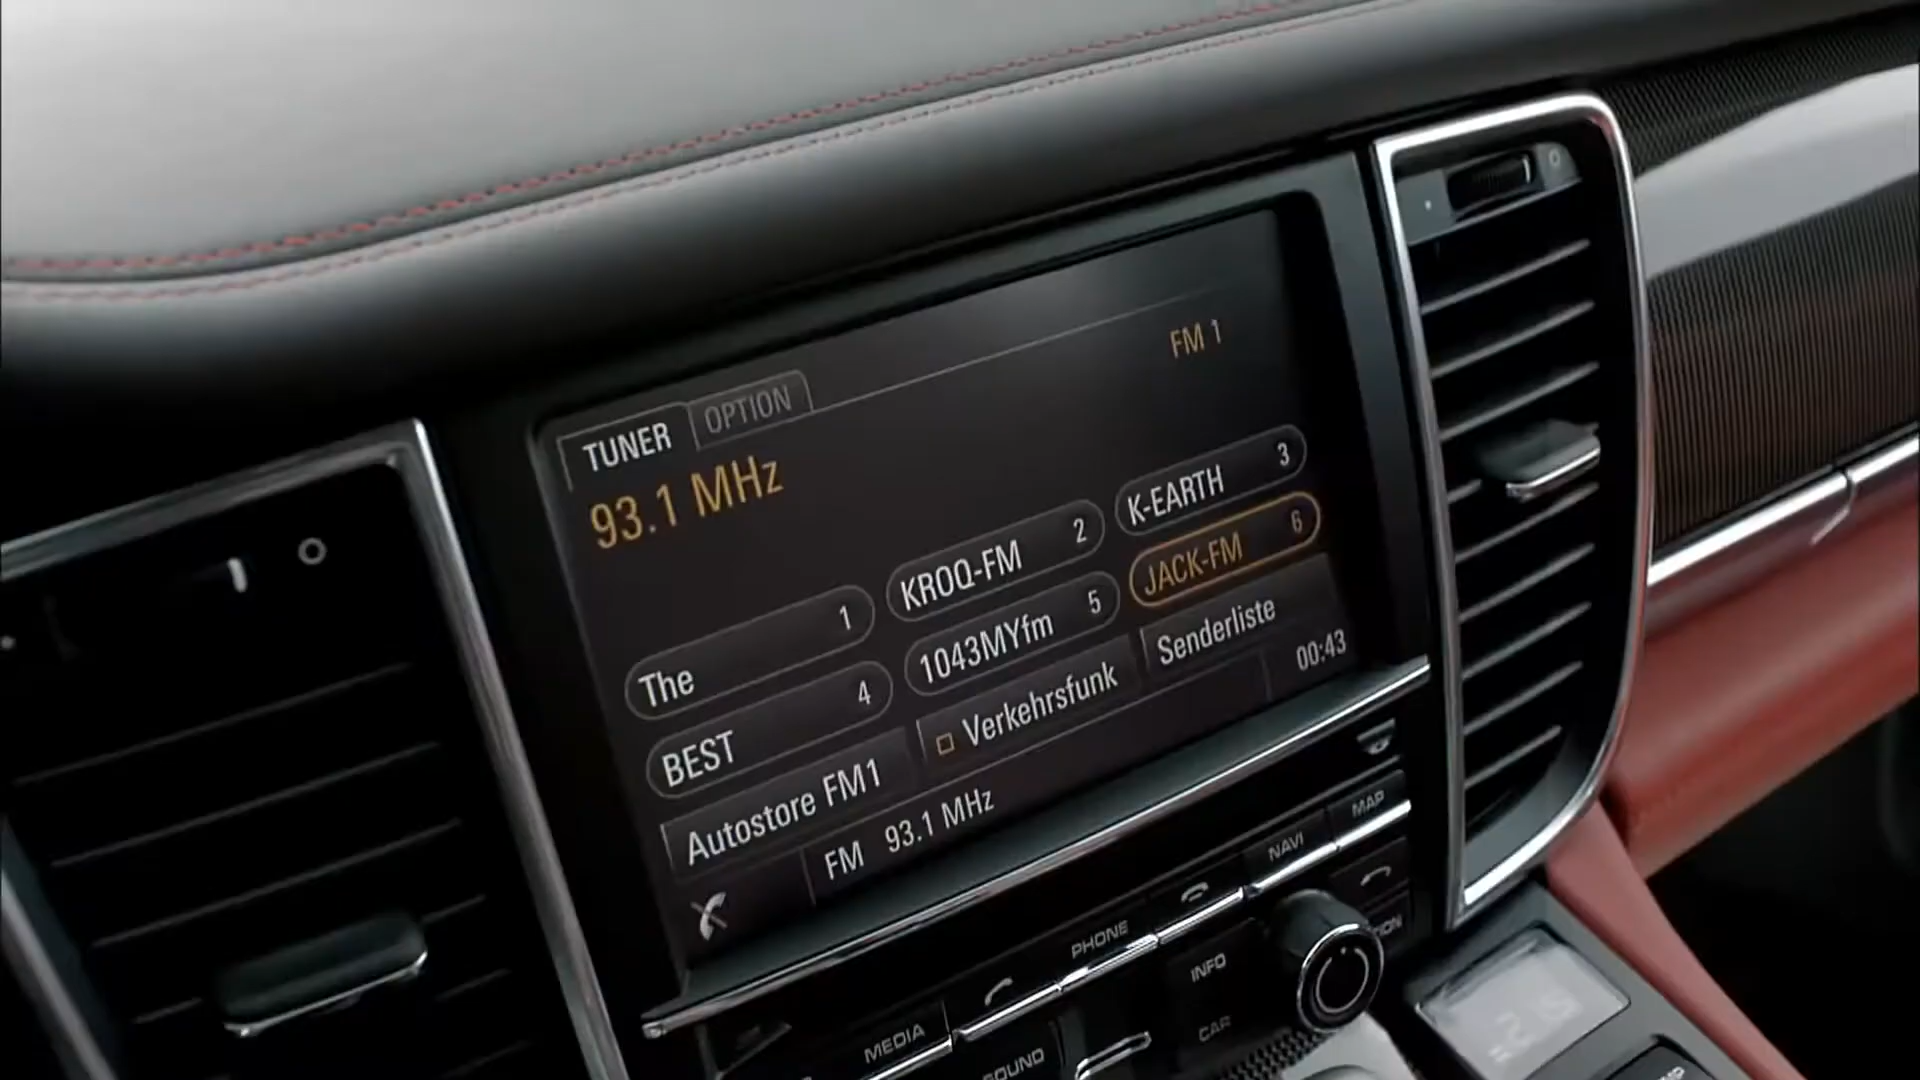 TUNER OPTION
FM 1
93.1 MHz
The 1
KROQ-FM 2
K-EARTH 3
BEST 4
1043MYfm 5
JACK-FM 6
Autostore FM1
Verkehrsfunk
Senderliste
FM 93.1 MHz
00:43
MAP
NAVI
PHONE
INFO
MEDIA
CAR